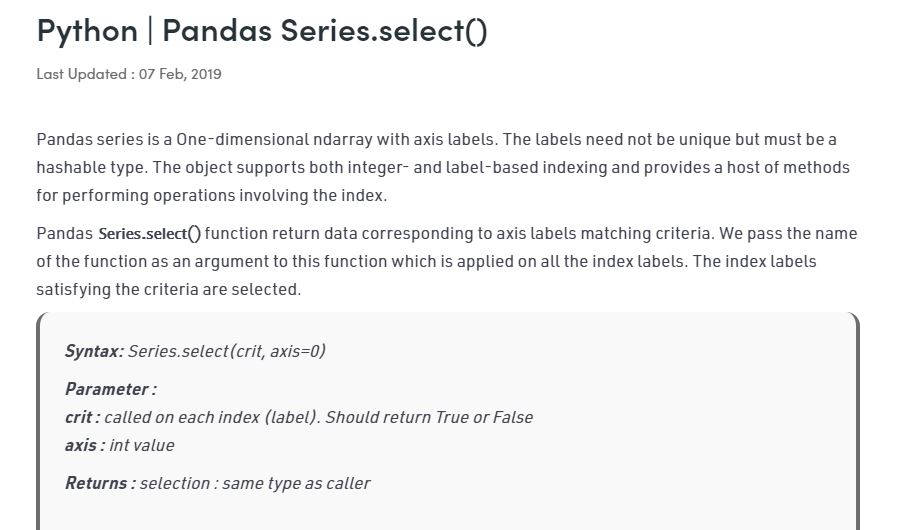 Python | Pandas Series.select()
Last Updated : 07 Feb, 2019
Pandas series is a One-dimensional ndarray with axis labels. The labels need not be unique but must be a
hashable type. The object supports both integer- and label-based indexing and provides a host of methods
for performing operations involving the index.
Pandas Series.select() function return data corresponding to axis labels matching criteria. We pass the name
of the function as an argument to this function which is applied on all the index labels. The index labels
satisfying the criteria are selected.
Syntax: Series.select(crit, axis=0)
Parameter :
crit : called on each index (label). Should return True or False
axis : int value
Returns : selection : same type as caller